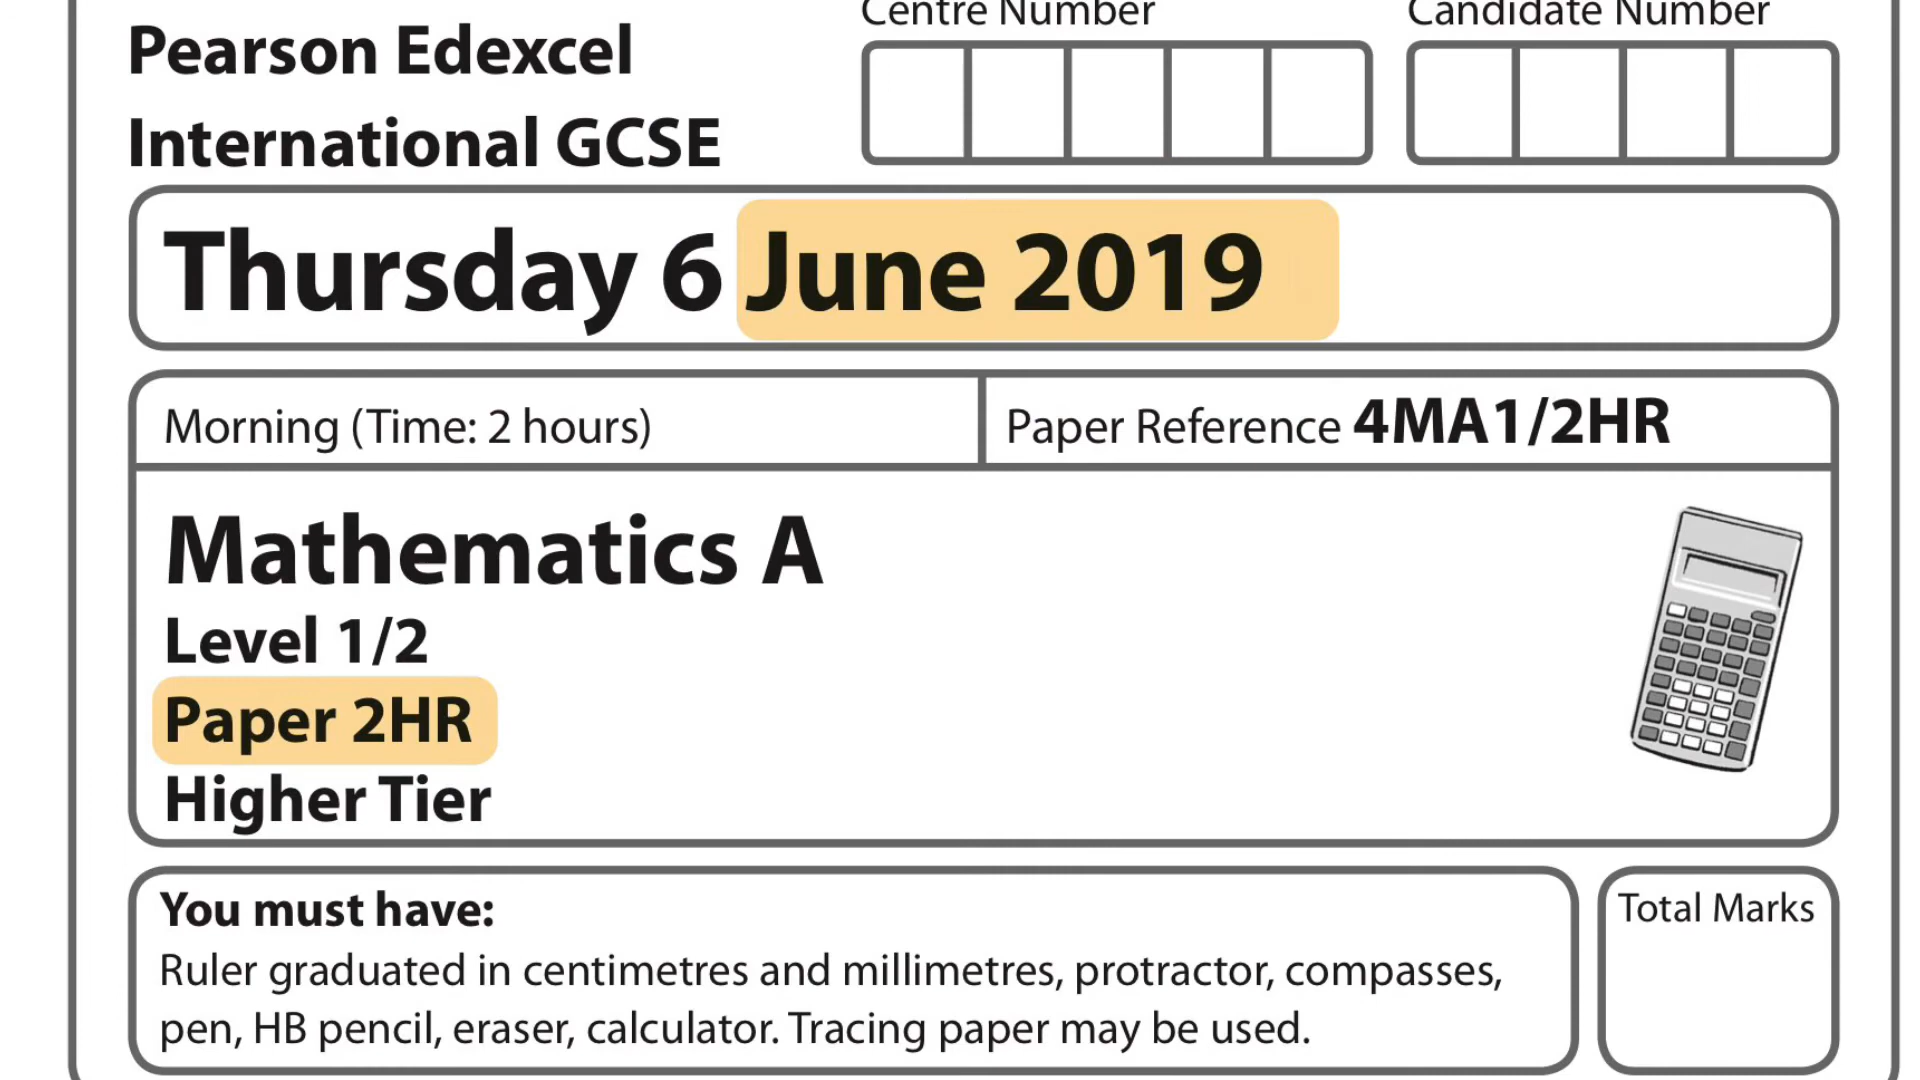 Centre Number
Candidate Number
Pearson Edexcel
International GCSE
Thursday 6 June 2019
Morning (Time: 2 hours)
Paper Reference 4MA1/2HR
Mathematics A
Level 1/2
Paper 2HR
Higher Tier
You must have:
Ruler graduated in centimetres and millimetres, protractor, compasses,
pen, HB pencil, eraser, calculator. Tracing paper may be used.
Total Marks